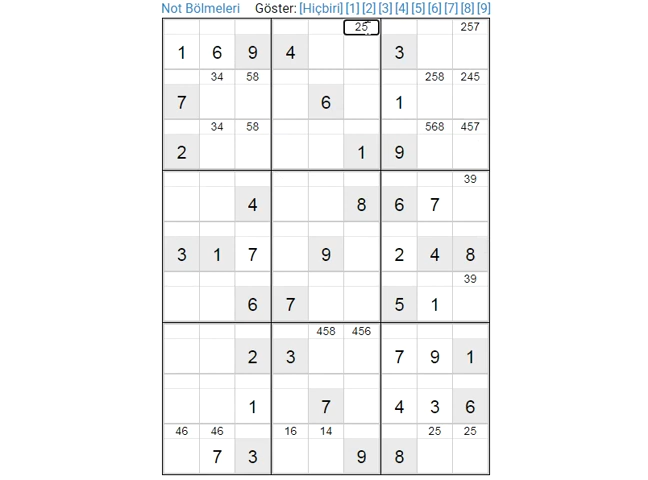 Not Bölmeleri Göster: [Hiçbiri] [1] [2] [3] [4] [5] [6] [7] [8] [9]
25 257
1 6 9 4 3
34 58 258 245
7 6 1
34 58 568 457
2 1 9
39
4 8 6 7
3 1 7 9 2 4 8
39
6 7 5 1
458 456
2 3 7 9 1
1 7 4 3 6
46 46 16 14 25 25
7 3 9 8